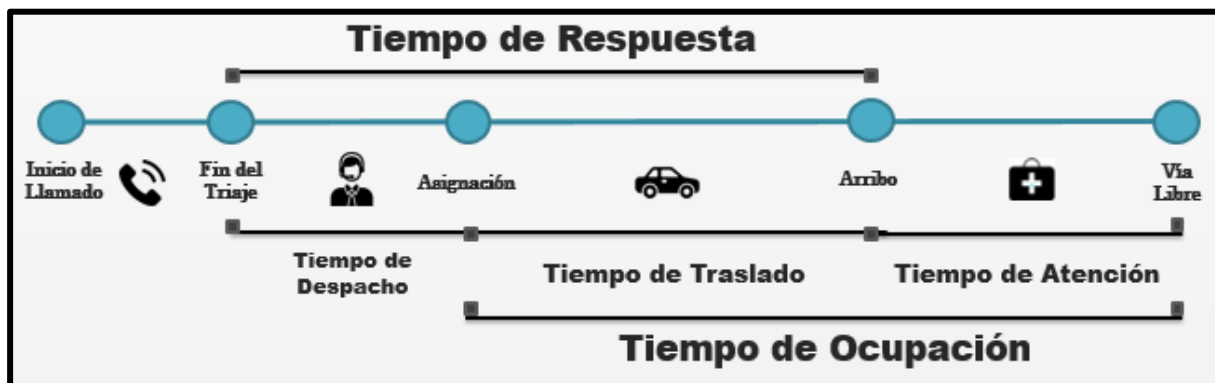 Tiempo de Respuesta
Inicio de
Llamado
Fin del
Triaje
Asignación
Arribo
Vía
Libre
Tiempo de
Despacho
Tiempo de Traslado
Tiempo de Atención
Tiempo de Ocupación